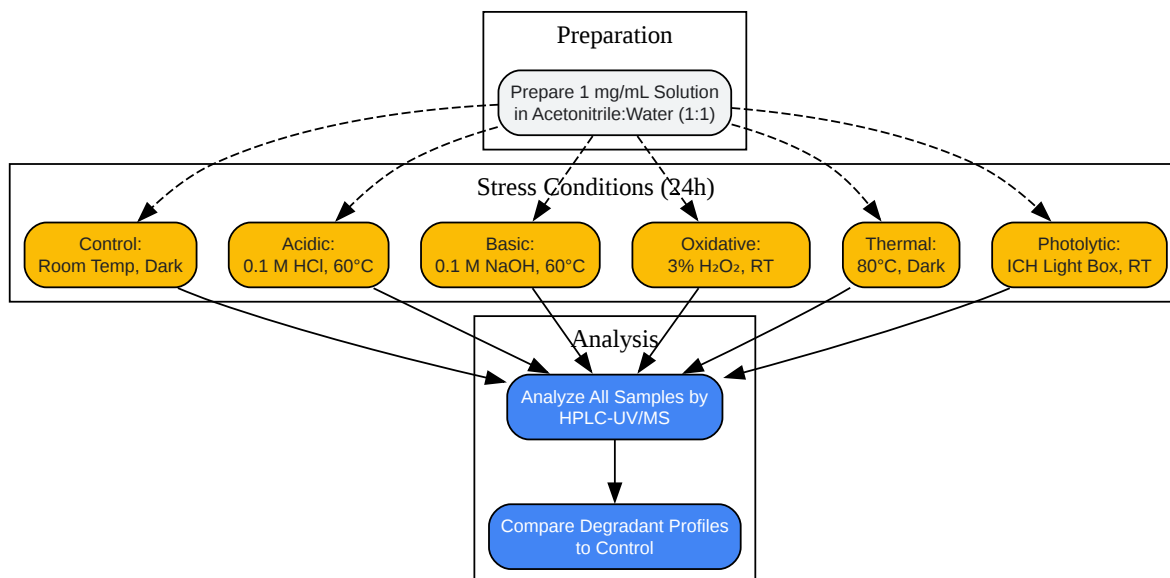 Preparation
Prepare 1 mg/mL Solution
in Acetonitrile:Water (1:1)
Stress Conditions (24h)
Control:
Room Temp, Dark
Acidic:
0.1 M HCl, 60°C
Basic:
0.1 M NaOH, 60°C
Oxidative:
3% H₂O₂, RT
Thermal:
80°C, Dark
Photolytic:
ICH Light Box, RT
Analysis
Analyze All Samples by
HPLC-UV/MS
Compare Degradant Profiles
to Control